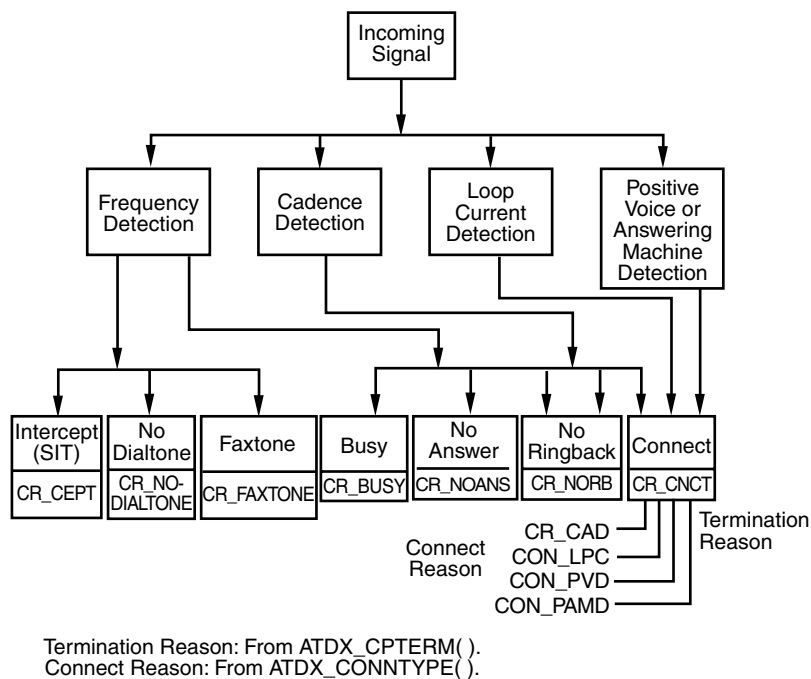 Incoming
Signal
Frequency
Detection
Cadence
Detection
Loop
Current
Detection
Positive
Voice or
Answering
Machine
Detection
Intercept
(SIT)
CR_CEPT
No
Dialtone
CR_NO-
DIALTONE
Faxtone
CR_FAXTONE
Busy
CR_BUSY
No
Answer
CR_NOANS
No
Ringback
CR_NORB
Connect
CR_CNCT
Connect
Reason
CR_CAD
CON_LPC
CON_PVD
CON_PAMD
Termination
Reason
Termination Reason: From ATDX_CPTERM( ).
Connect Reason: From ATDX_CONNTYPE( ).